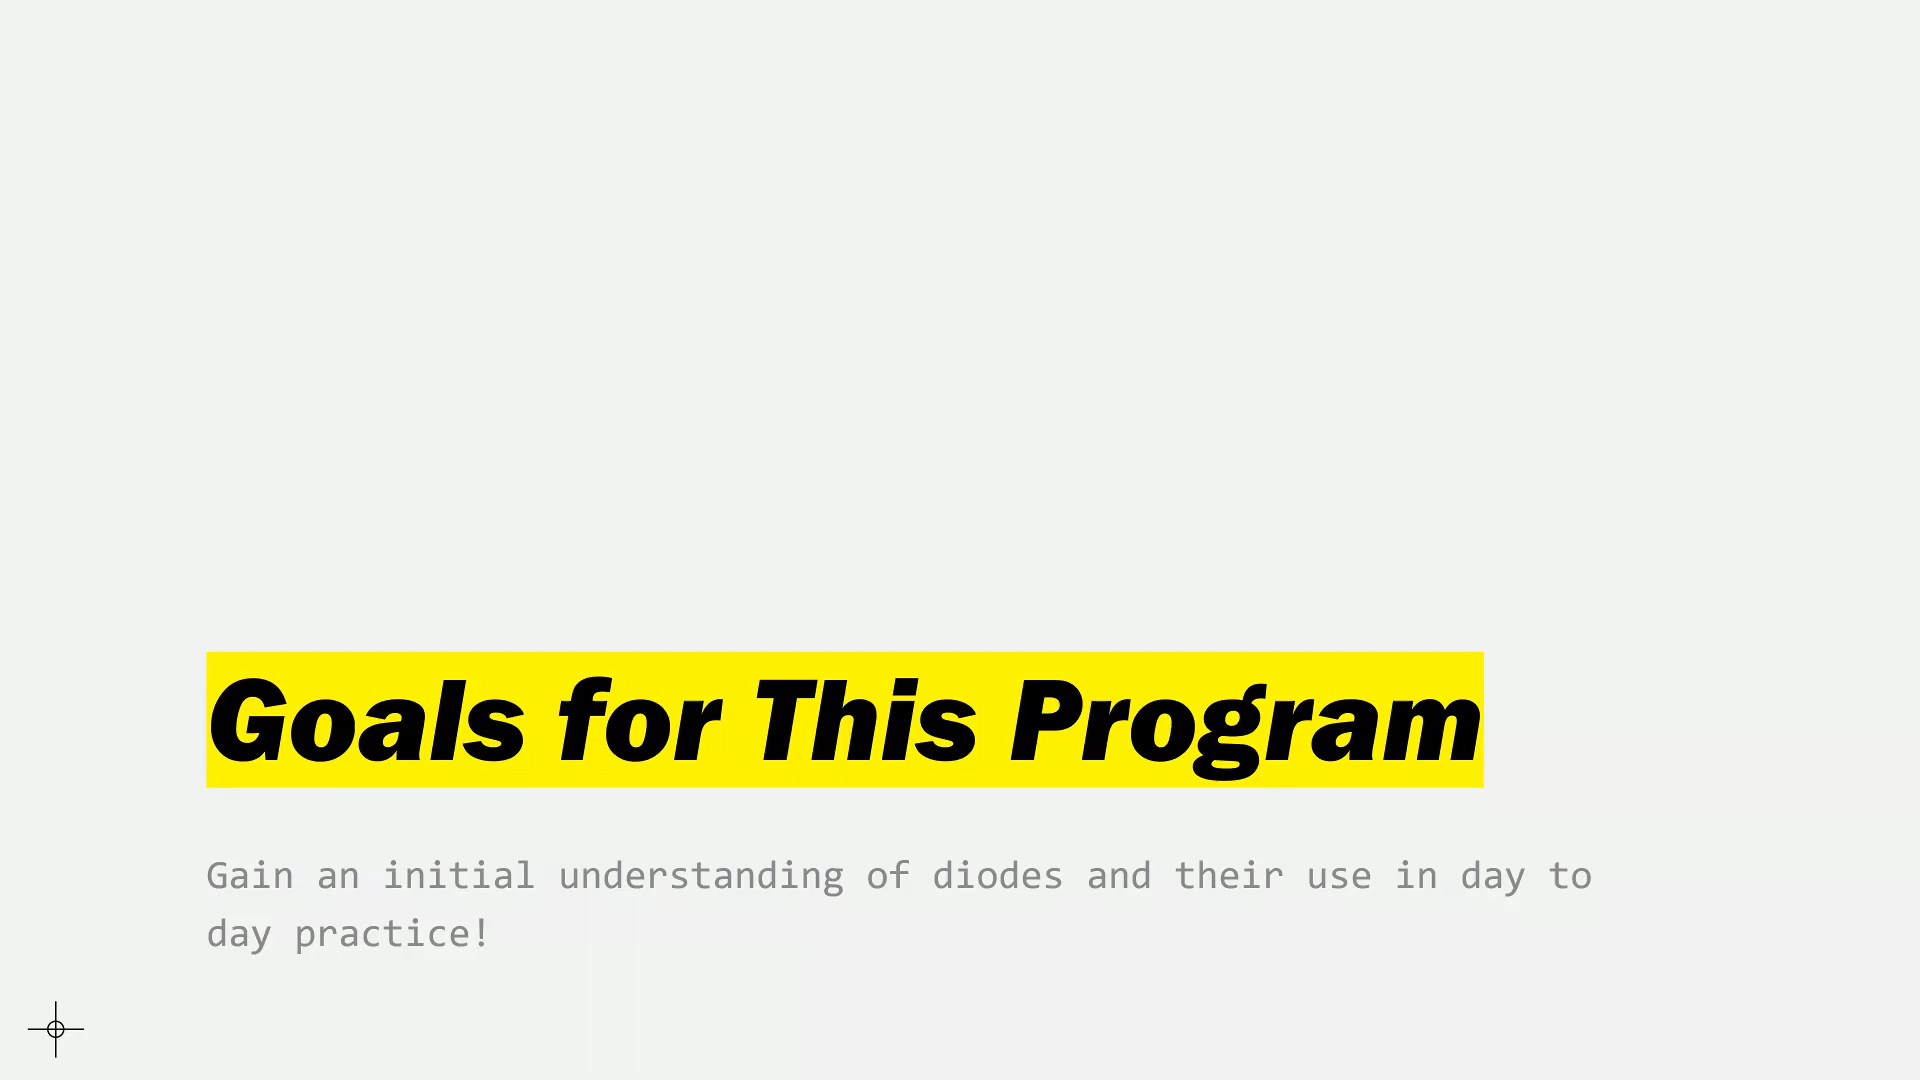 Goals for This Program
Gain an initial understanding of diodes and their use in day to
day practice!